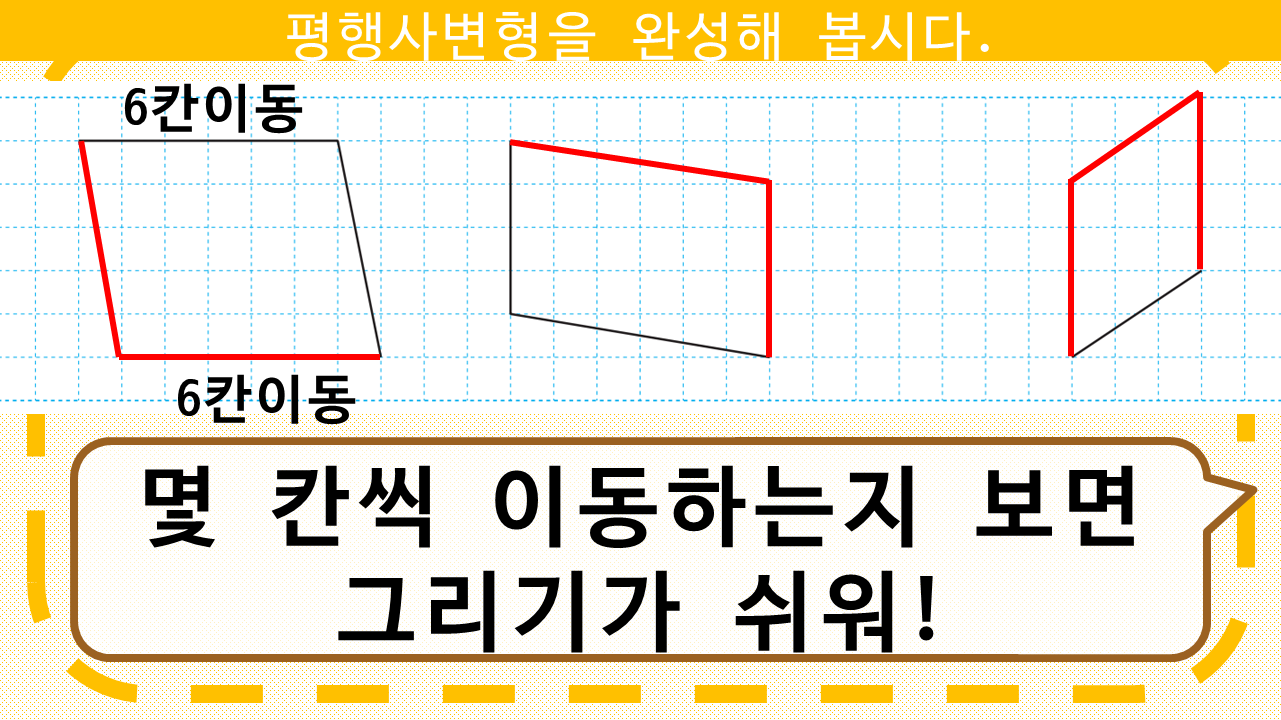 평행사변형을 완성해 봅시다.
6칸이동
6칸이동
몇 칸씩 이동하는지 보면
그리기가 쉬워!